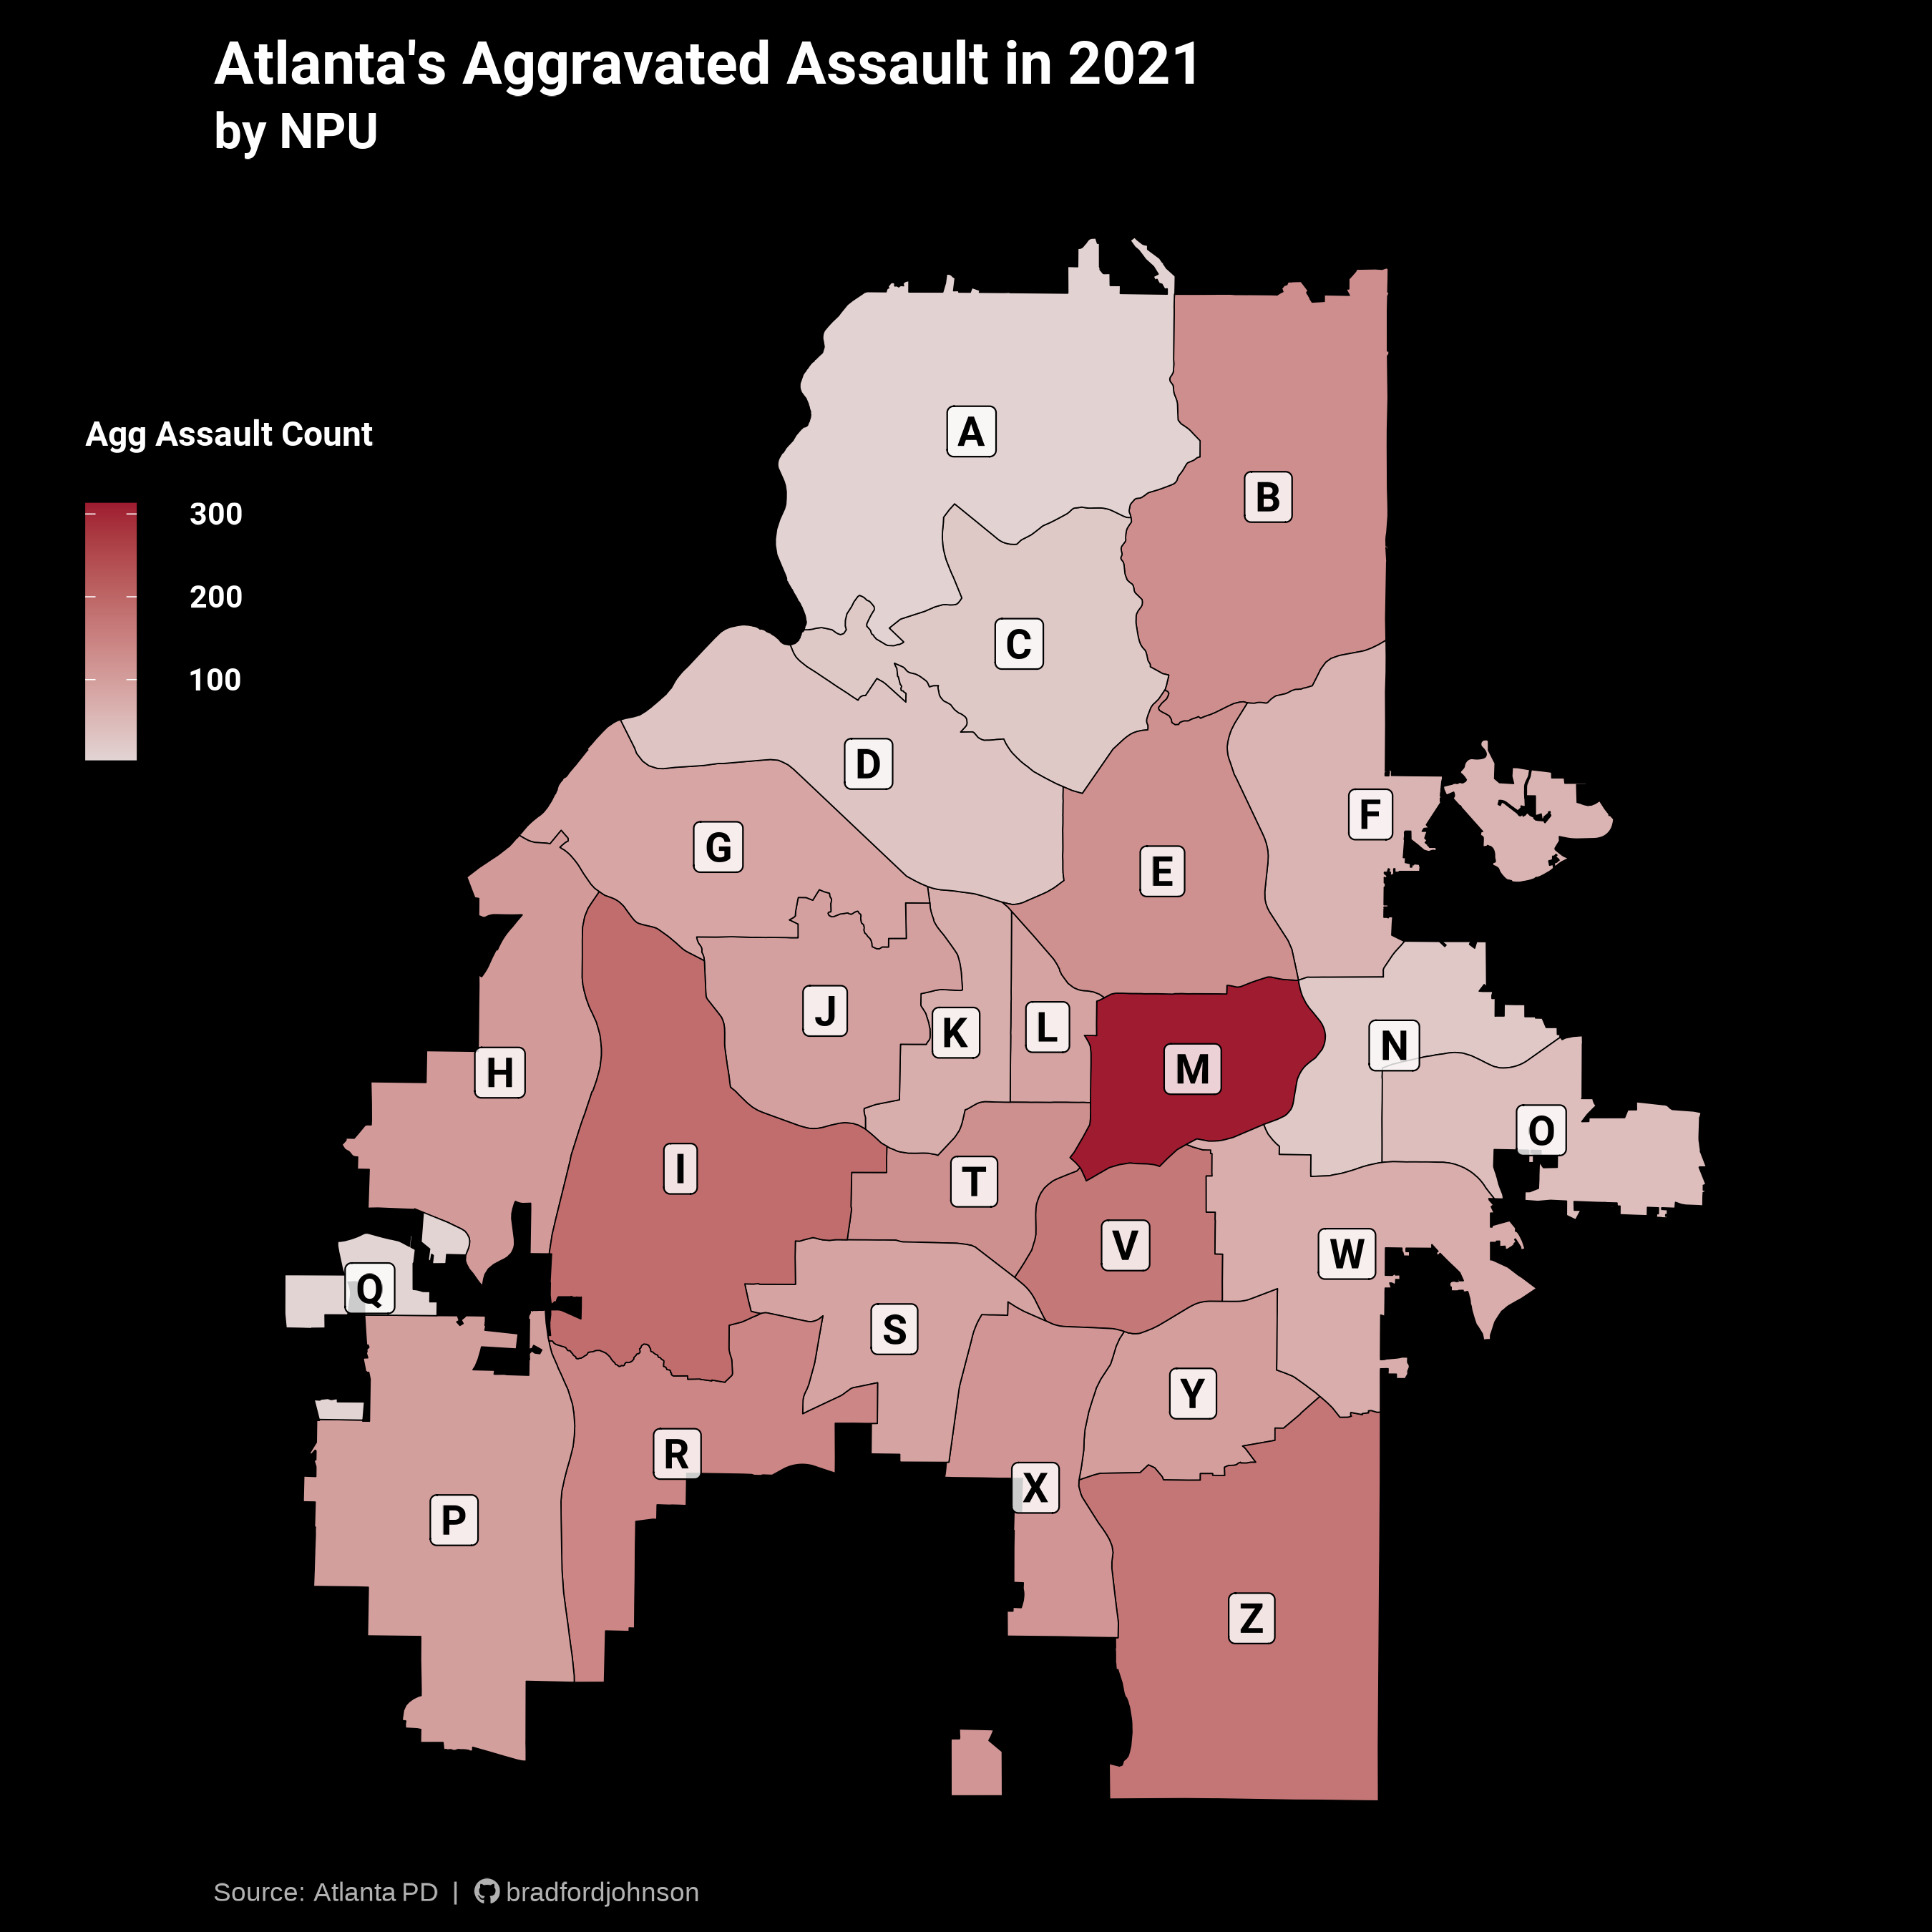 Atlanta's Aggravated Assault in 2021
by NPU
Agg Assault Count
300
200
100
A
B
C
D
F
G
E
J
K
L
N
M
H
O
I
T
V
W
Q
S
Y
R
X
P
Z
Source: Atlanta PD | bradfordjohnson